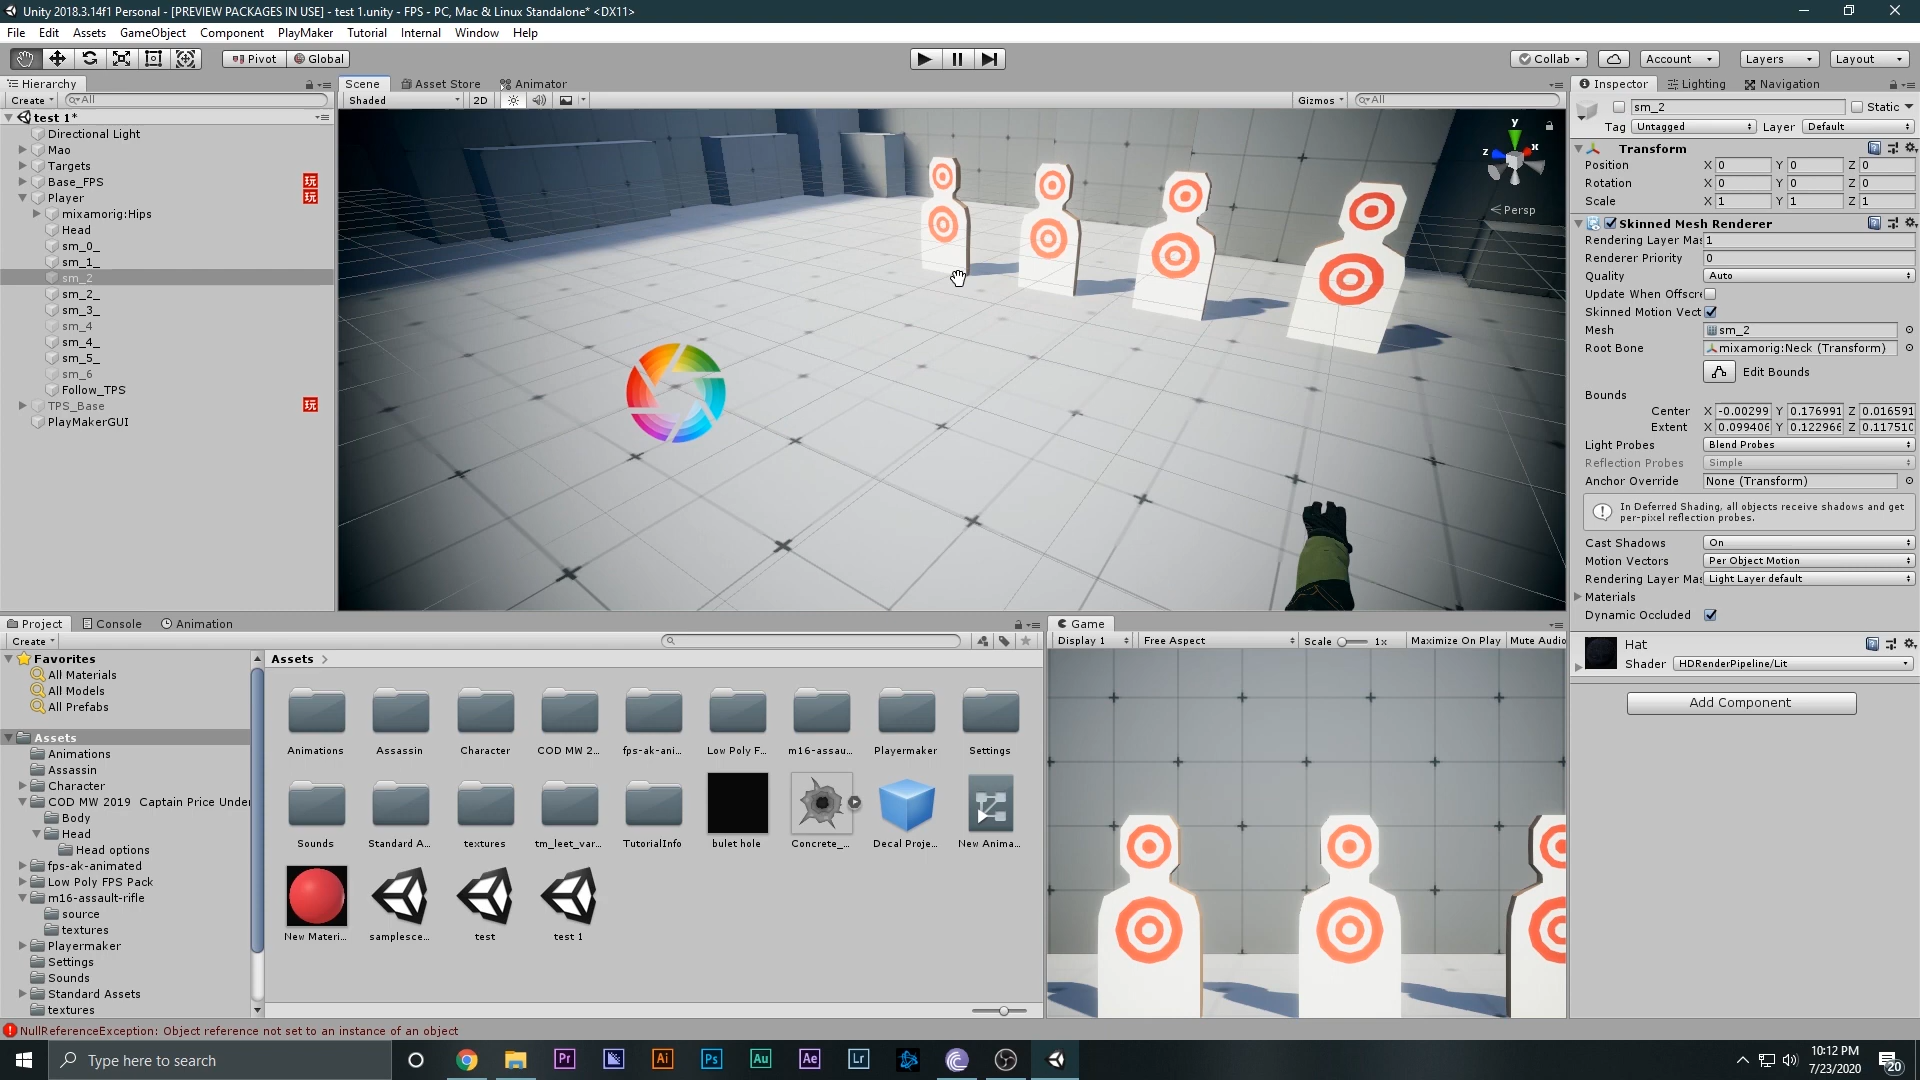 Unity 2018.3.14f1 Personal - [PREVIEW PACKAGES IN USE] - test 1.unity - FPS - PC, Mac & Linux Standalone* <DX11>
File Edit Assets GameObject Component PlayMaker Tutorial Internal Window Help
Pivot Global Collab Account Layers Layout
Hierarchy
Create All
test 1*
Directional Light
Mao
Targets
Base_FPS 玩
Player 玩
mixamorig:Hips
Head
sm_0_
sm_1_
sm_2
sm_2_
sm_3_
sm_4
sm_4_
sm_5_
sm_6
Follow_TPS
TPS_Base 玩
PlayMakerGUI
Scene Asset Store Animator
Shaded 2D Gizmos All
y
z x
Persp
Inspector Lighting Navigation
sm_2 Static
Tag Untagged Layer Default
Transform
Position X 0 Y 0 Z 0
Rotation X 0 Y 0 Z 0
Scale X 1 Y 1 Z 1
Skinned Mesh Renderer
Rendering Layer Mas 1
Renderer Priority 0
Quality Auto
Update When Offscre
Skinned Motion Vect
Mesh sm_2
Root Bone mixamorig:Neck (Transform)
Edit Bounds
Bounds
Center X -0.00299 Y 0.176991 Z 0.016591
Extent X 0.099406 Y 0.122966 Z 0.117510
Light Probes Blend Probes
Reflection Probes Simple
Anchor Override None (Transform)
In Deferred Shading, all objects receive shadows and get
per-pixel reflection probes.
Cast Shadows On
Motion Vectors Per Object Motion
Rendering Layer Mas Light Layer default
Materials
Dynamic Occluded
Hat
Shader HDRenderPipeline/Lit
Add Component
Project Console Animation
Create
Favorites
All Materials
All Models
All Prefabs
Assets
Animations
Assassin
Character
COD MW 2019 Captain Price Under
Body
Head
Head options
fps-ak-animated
Low Poly FPS Pack
m16-assault-rifle
source
textures
Playermaker
Settings
Sounds
Standard Assets
textures
Assets
Animations Assassin Character COD MW 2... fps-ak-ani... Low Poly F... m16-assau... Playermaker Settings
Sounds Standard A... textures tm_leet_var... TutorialInfo bulet hole Concrete_... Decal Proje... New Anima...
New Materi... samplesce... test test 1
Game
Display 1 Free Aspect Scale 1x Maximize On Play Mute Audio
NullReferenceException: Object reference not set to an instance of an object
Type here to search
Pr Ai Ps Au Ae Lr
10:12 PM
7/23/2020
20